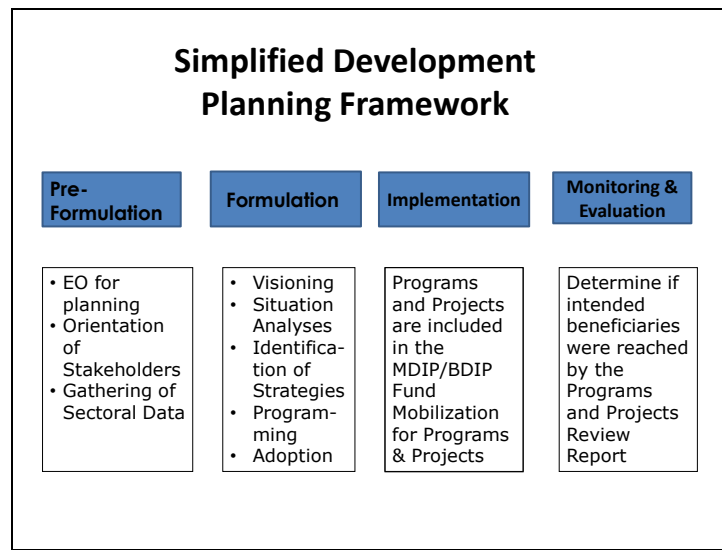 Simplified Development
Planning Framework
Pre-
Formulation
Formulation
Implementation
Monitoring &
Evaluation
• EO for
planning
• Orientation
of
Stakeholders
• Gathering of
Sectoral Data
• Visioning
• Situation
Analyses
• Identifica-
tion of
Strategies
• Program-
ming
• Adoption
Programs
and Projects
are included
in the
MDIP/BDIP
Fund
Mobilization
for Programs
& Projects
Determine if
intended
beneficiaries
were reached
by the
Programs
and Projects
Review
Report